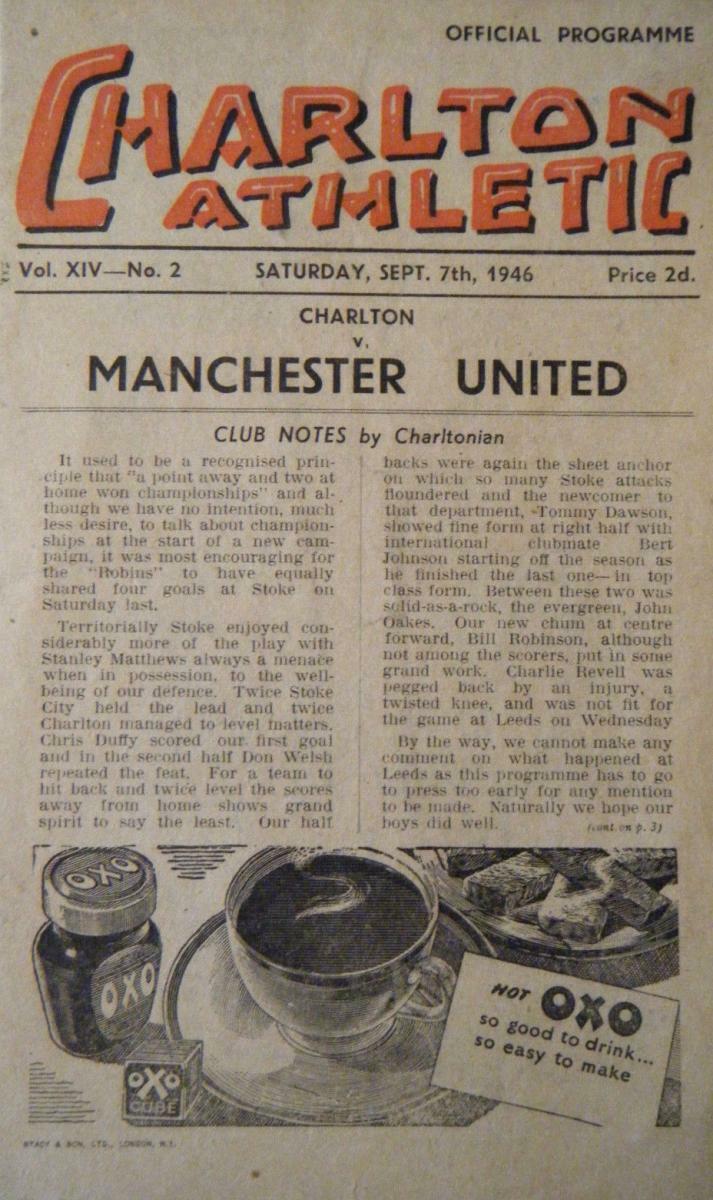 OFFICIAL PROGRAMME
CHARLTON
ATHLETIC
Vol. XIV—No. 2 SATURDAY, SEPT. 7th, 1946 Price 2d.
CHARLTON
v.
MANCHESTER UNITED
CLUB NOTES by Charltonian
It used to be a recognised prin-
ciple that "a point away and two at
home won championships" and al-
though we have no intention, much
less desire, to talk about champion-
ships at the start of a new cam-
paign, it was most encouraging for
the "Robins" to have equally
shared four goals at Stoke on
Saturday last.
Territorially Stoke enjoyed con-
siderably more of the play with
Stanley Matthews always a menace
when in possession, to the well-
being of our defence. Twice Stoke
City held the lead and twice
Charlton managed to level matters.
Chris Duffy scored our first goal
and in the second half Don Welsh
repeated the feat. For a team to
hit back and twice level the scores
away from home shows grand
spirit to say the least. Our half
backs were again the sheet anchor
on which so many Stoke attacks
floundered and the newcomer to
that department, Tommy Dawson,
showed fine form at right half with
international clubmate Bert
Johnson starting off the season as
he finished the last one—in top
class form. Between these two was
solid-as-a-rock, the evergreen, John
Oakes. Our new chum at centre
forward, Bill Robinson, although
not among the scorers, put in some
grand work. Charlie Revell was
pegged back by an injury, a
twisted knee, and was not fit for
the game at Leeds on Wednesday
By the way, we cannot make any
comment on what happened at
Leeds as this programme has to go
to press too early for any mention
to be made. Naturally we hope our
boys did well. (cont. on p. 3)
OXO
OXO
OXO
CUBE
HOT OXO
so good to drink...
so easy to make
& SON, LTD., LONDON,